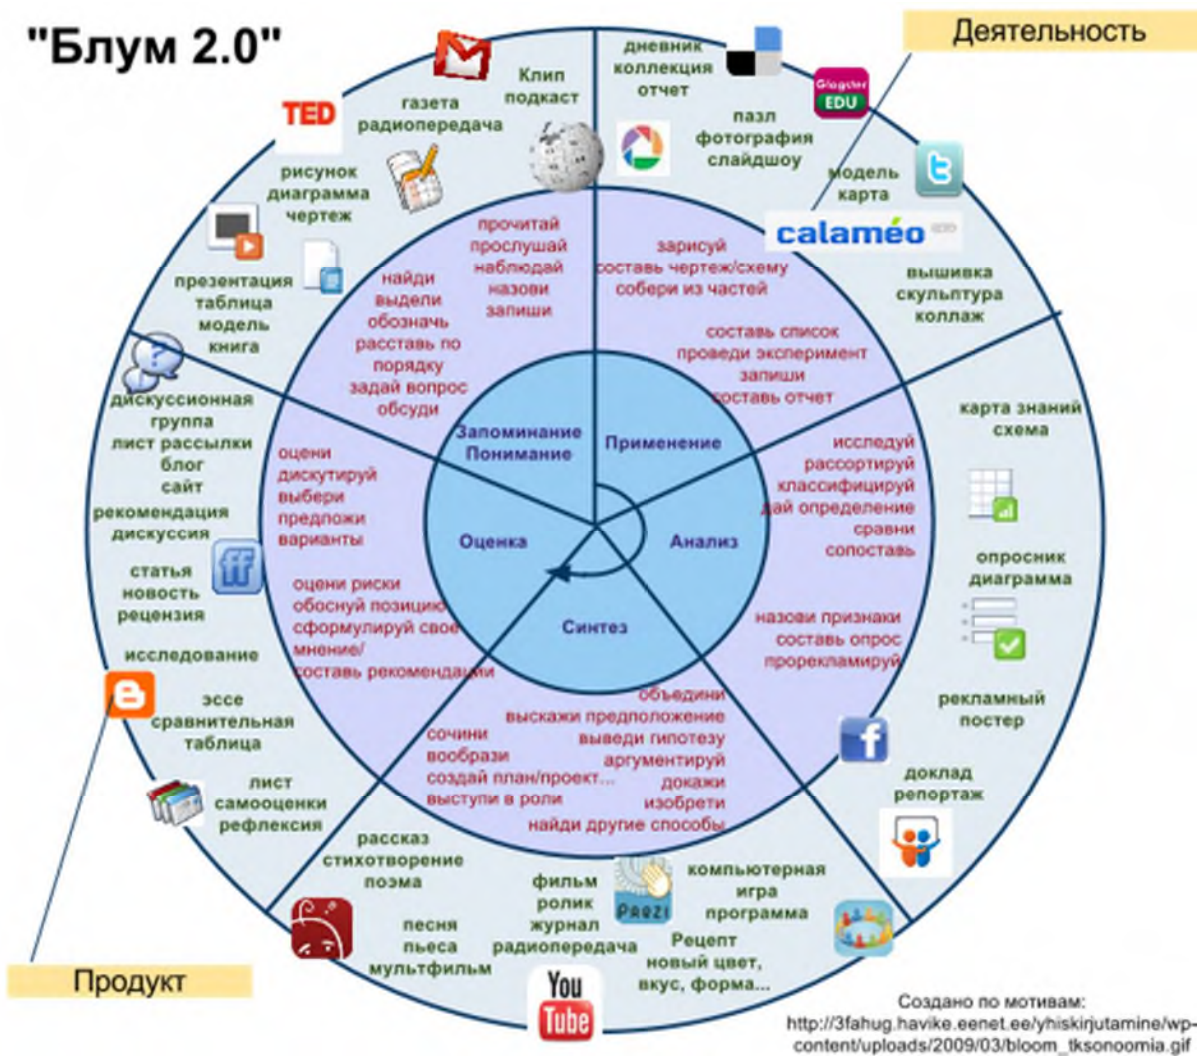 "Блум 2.0"
Деятельность
Клип
подкаст
газета
радиопередача
TED
рисунок
диаграмма
чертеж
презентация
таблица
модель
книга
дневник
коллекция
отчет
Glogster
EDU
пазл
фотография
слайдшоу
модель
карта
calaméo
вышивка
скульптура
коллаж
прочитай
прослушай
наблюдай
назови
запиши
найди
выдели
обозначь
расставь по
порядку
задай вопрос
обсуди
зарисуй
составь чертеж/схему
собери из частей
составь список
проведи эксперимент
запиши
составь отчет
Запоминание
Понимание
Применение
Оценка
Анализ
Синтез
дискуссионная
группа
лист рассылки
блог
сайт
рекомендация
дискуссия
статья
новость
рецензия
ff
исследование
эссе
сравнительная
таблица
лист
самооценки
рефлексия
оцени
дискутируй
выбери
предложи
варианты
оцени риски
обоснуй позицию
сформулируй свое
мнение/
составь рекомендации
исследуй
рассортируй
классифицируй
дай определение
сравни
сопоставь
назови признаки
составь опрос
прорекламируй
карта знаний
схема
опросник
диаграмма
рекламный
постер
доклад
репортаж
f
объедини
выскажи предположение
выведи гипотезу
аргументируй
докажи
изобрети
найди другие способы
сочини
вообрази
создай план/проект...
выступи в роли
рассказ
стихотворение
поэма
песня
пьеса
мультфильм
фильм
ролик
журнал
радиопередача
PREZI
компьютерная
игра
программа
Рецепт
новый цвет,
вкус, форма...
You
Tube
Продукт
Создано по мотивам:
http://3fahug.havike.eenet.ee/yhiskirjutamine/wp-
content/uploads/2009/03/bloom_tksonoomia.gif